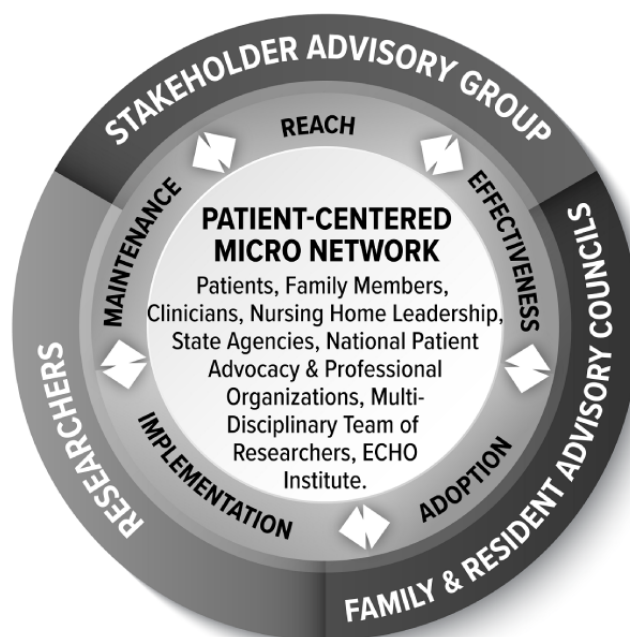 STAKEHOLDER ADVISORY GROUP
REACH
EFFECTIVENESS
ADOPTION
IMPLEMENTATION
MAINTENANCE
PATIENT-CENTERED
MICRO NETWORK
Patients, Family Members,
Clinicians, Nursing Home Leadership,
State Agencies, National Patient
Advocacy & Professional
Organizations, Multi-
Disciplinary Team of
Researchers, ECHO
Institute.
FAMILY & RESIDENT ADVISORY COUNCILS
RESEARCHERS